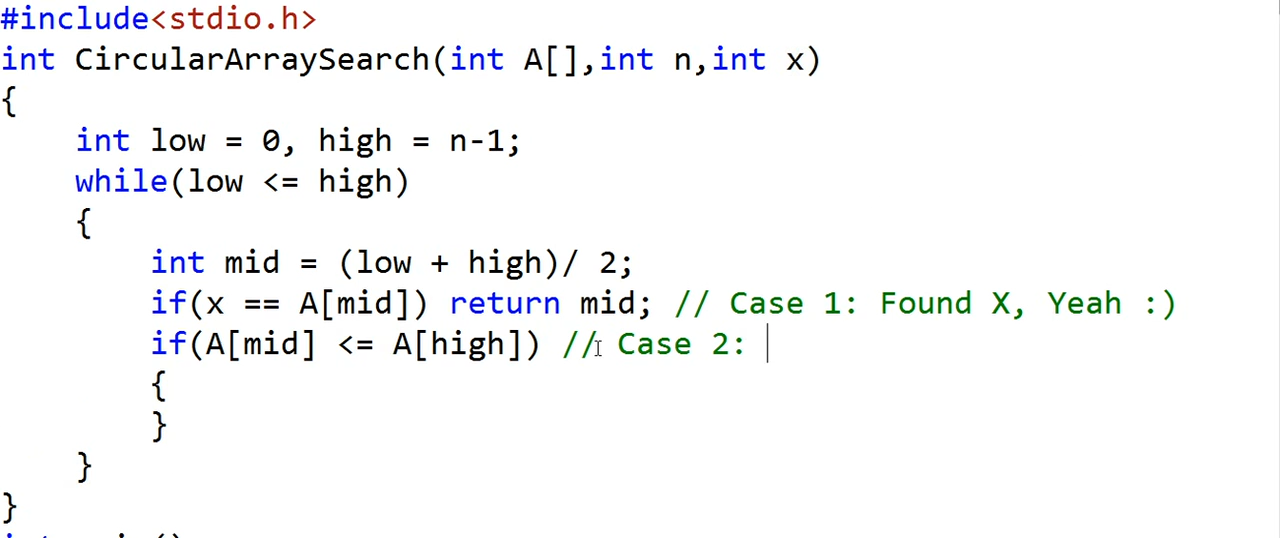 #include<stdio.h>
int CircularArraySearch(int A[],int n,int x)
{
    int low = 0, high = n-1;
    while(low <= high)
    {
        int mid = (low + high)/ 2;
        if(x == A[mid]) return mid; // Case 1: Found X, Yeah :)
        if(A[mid] <= A[high]) // Case 2:
        {
        }
    }
}